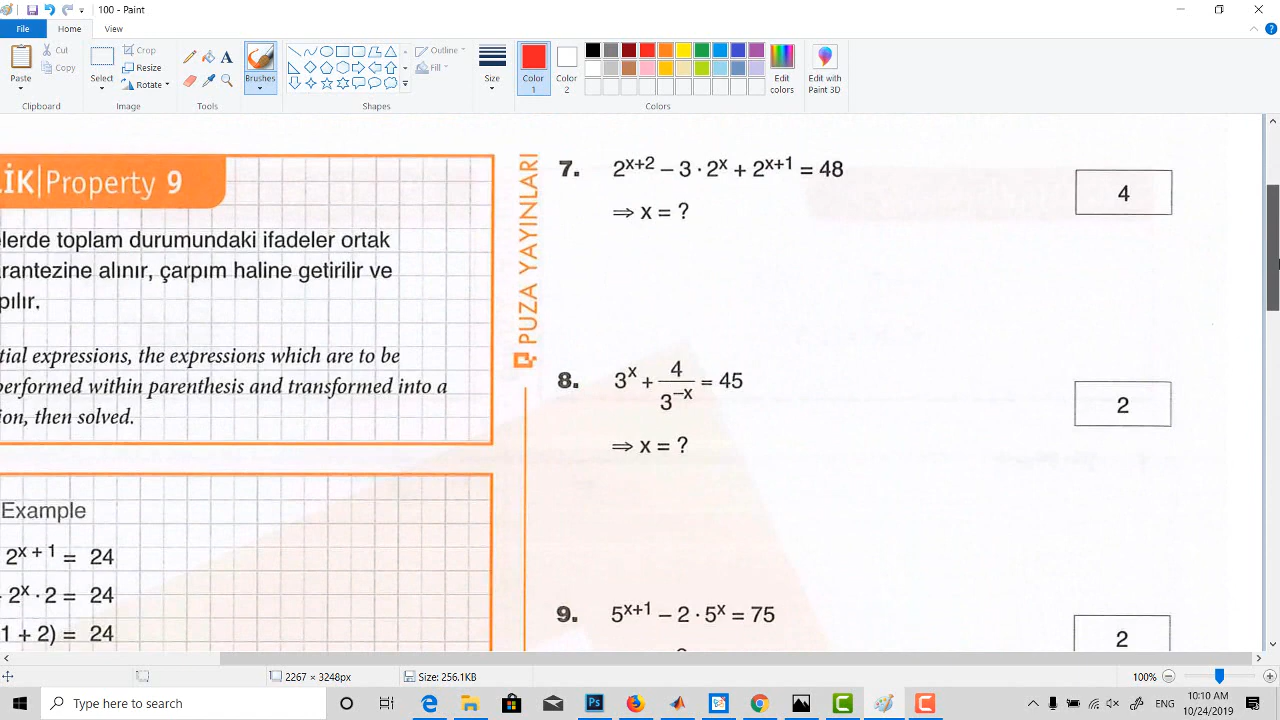 100 - Paint
File
Home
View
Paste
Cut
Copy
Clipboard
Select
Crop
Resize
Rotate
Image
A
Tools
Brushes
Outline
Fill
Shapes
Size
Color 1
Color 2
Edit colors
Colors
Edit with Paint 3D
LİK|Property 9
elerde toplam durumundaki ifadeler ortak
arantezine alınır, çarpım haline getirilir ve
pılır.
tial expressions, the expressions which are to be
performed within parenthesis and transformed into a
ion, then solved.
Example
2^{x + 1} = 24
- 2^x · 2 = 24
1 + 2) = 24
PUZA YAYINLARI
7. 2^{x+2} – 3 · 2^x + 2^{x+1} = 48
⇒ x = ?
4
8. 3^x + 4/3^{–x} = 45
⇒ x = ?
2
9. 5^{x+1} – 2 · 5^x = 75
2
2267 × 3248px
Size: 256.1KB
100%
Type here to search
ENG
10:10 AM
10/24/2019